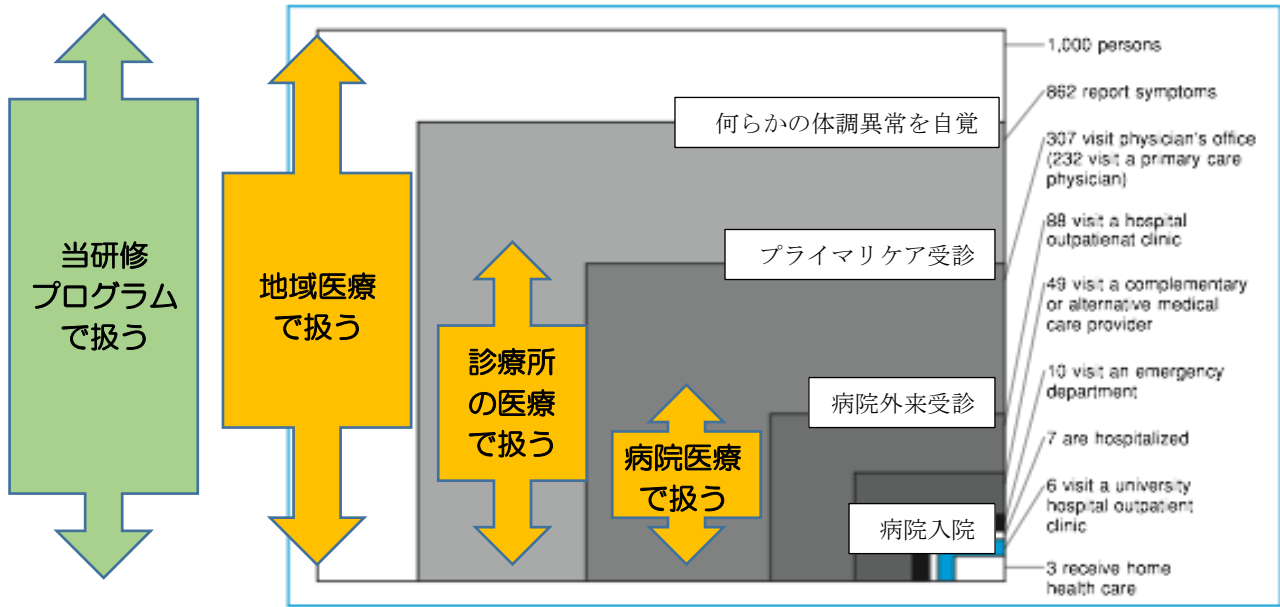 当研修
プログラム
で扱う
地域医療
で扱う
診療所
の医療
で扱う
病院医療
で扱う
何らかの体調異常を自覚
プライマリケア受診
病院外来受診
病院入院
1,000 persons
862 report symptoms
307 visit physician's office
(232 visit a primary care
physician)
88 visit a hospital
outpatienat clinic
49 visit a complementary
or alternative medical
care provider
10 visit an emergency
department
7 are hospitalized
6 visit a university
hospital outpatient
clinic
3 receive home
health care